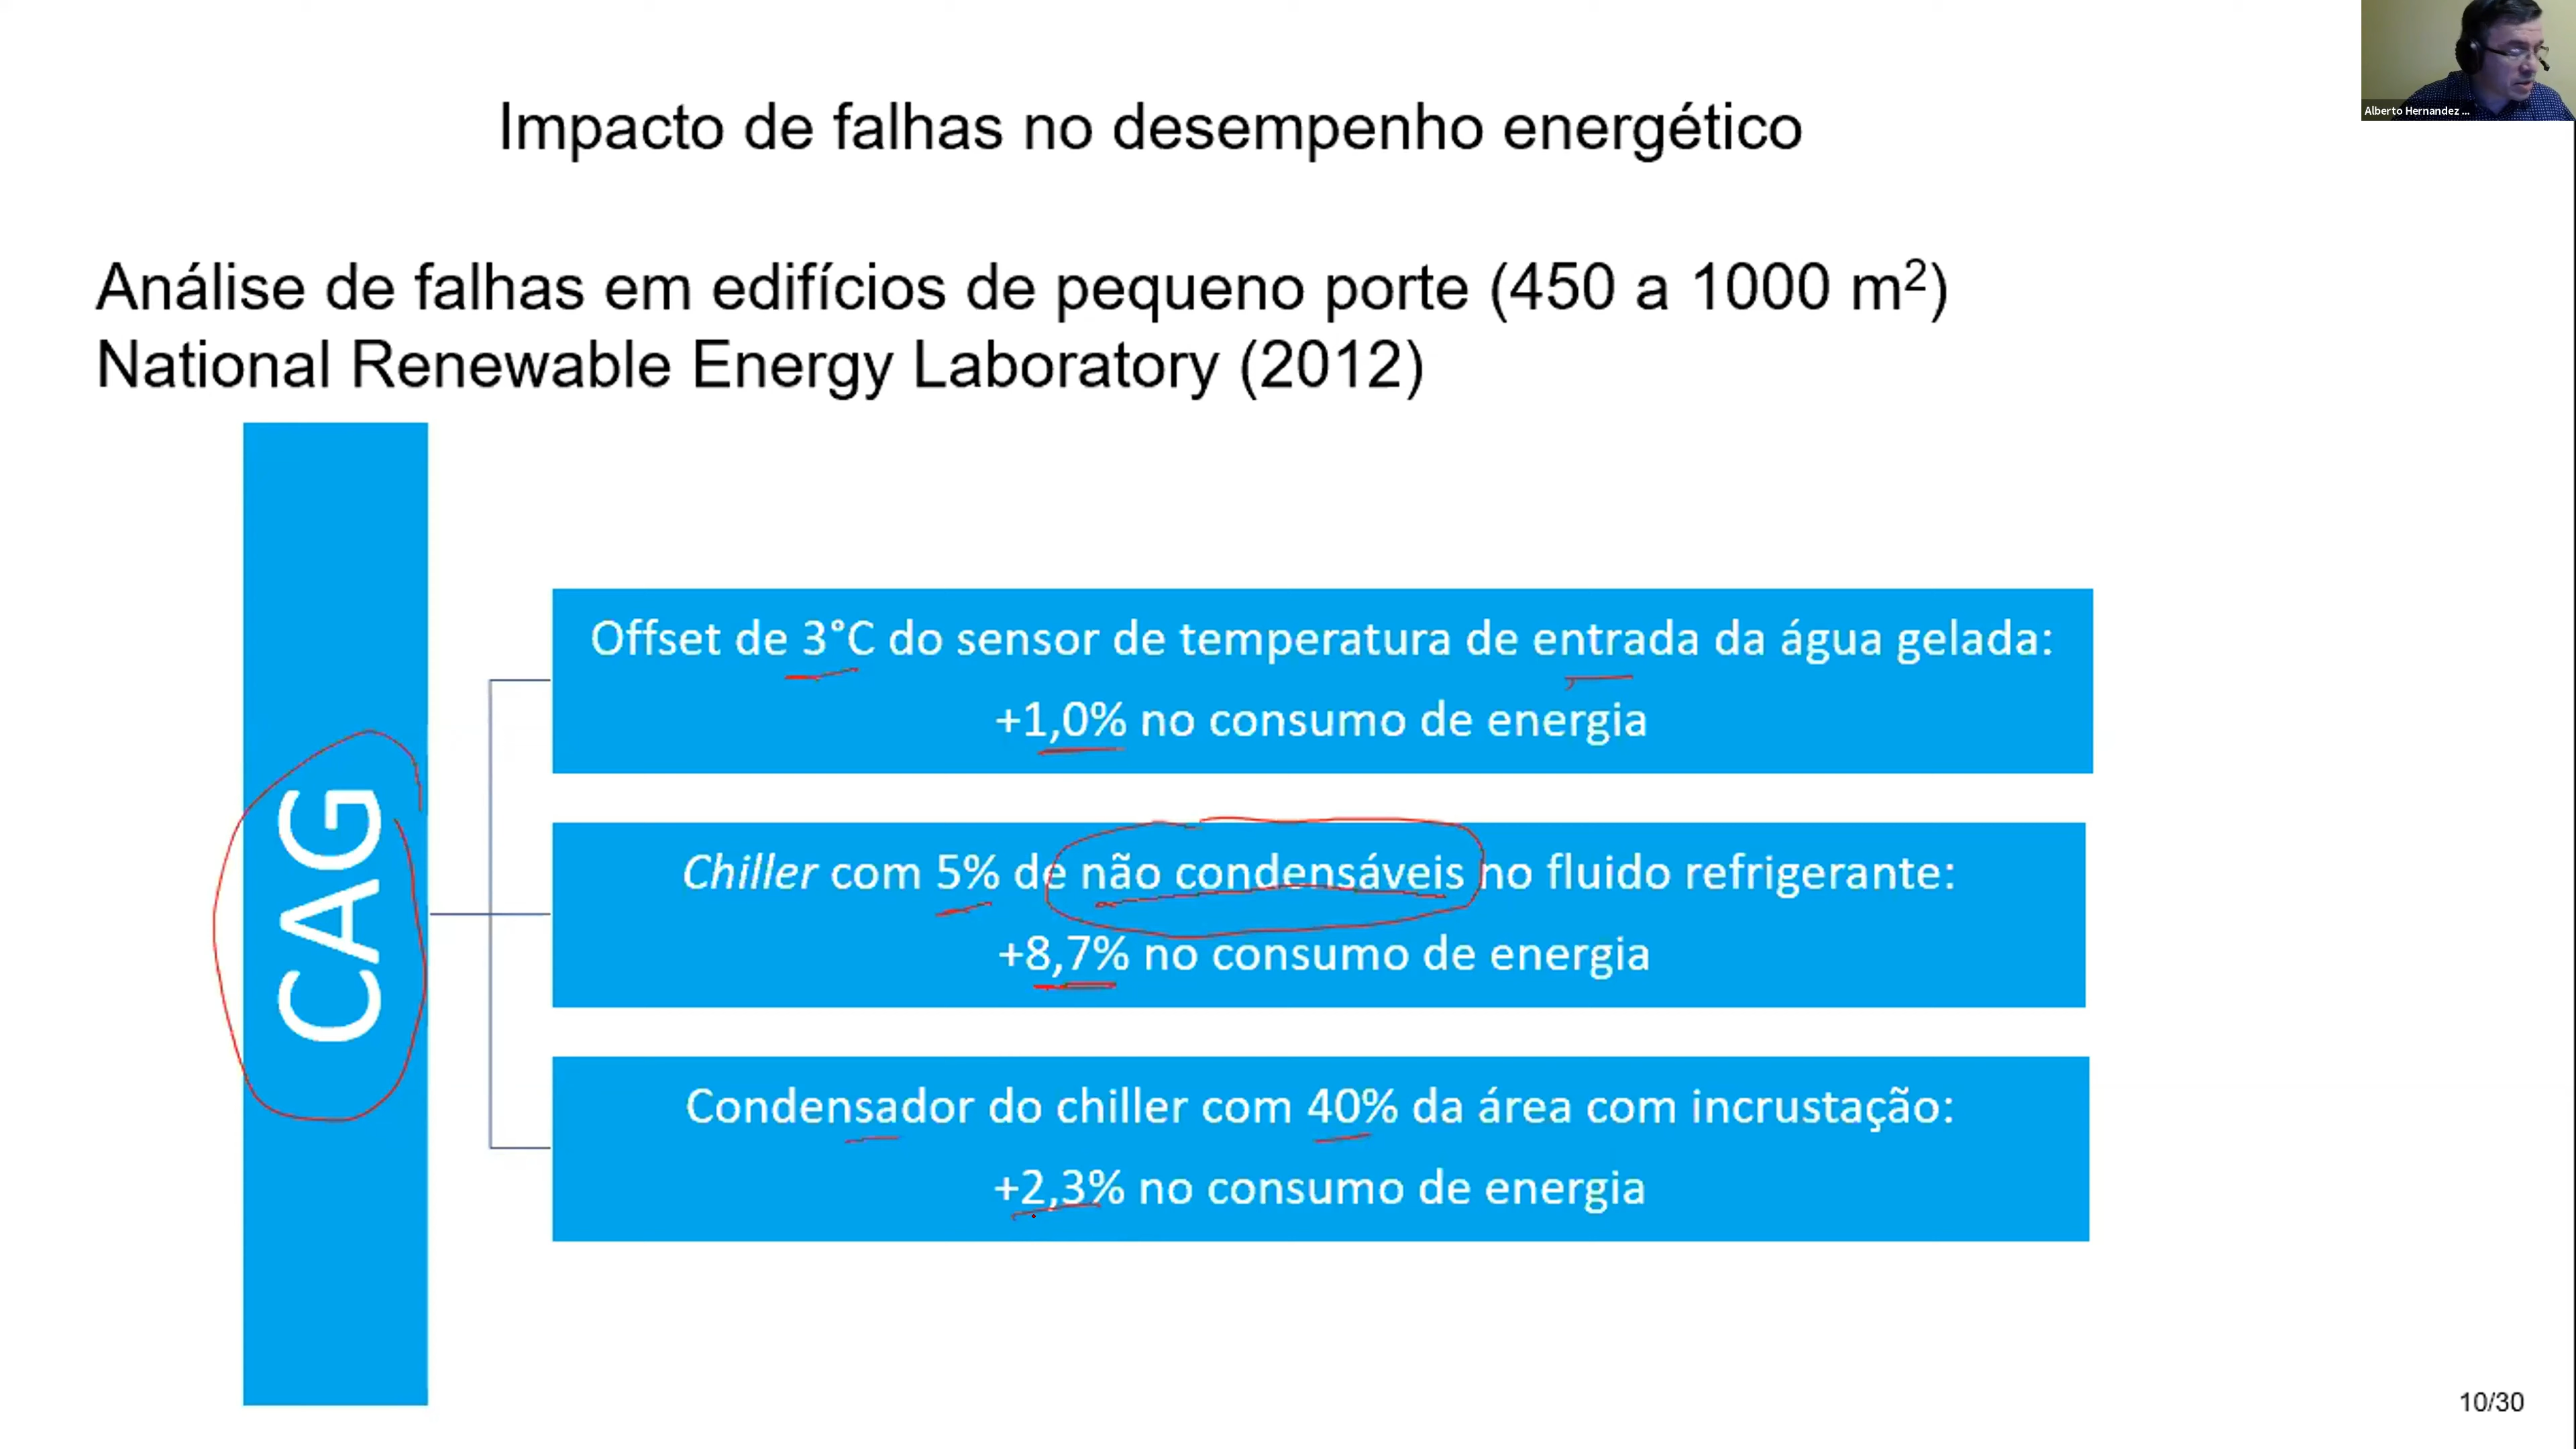 Alberto Hernandez ...
Impacto de falhas no desempenho energético
Análise de falhas em edifícios de pequeno porte (450 a 1000 m²)
National Renewable Energy Laboratory (2012)
CAG
Offset de 3°C do sensor de temperatura de entrada da água gelada:
+1,0% no consumo de energia
Chiller com 5% de não condensáveis no fluido refrigerante:
+8,7% no consumo de energia
Condensador do chiller com 40% da área com incrustação:
+2,3% no consumo de energia
10/30